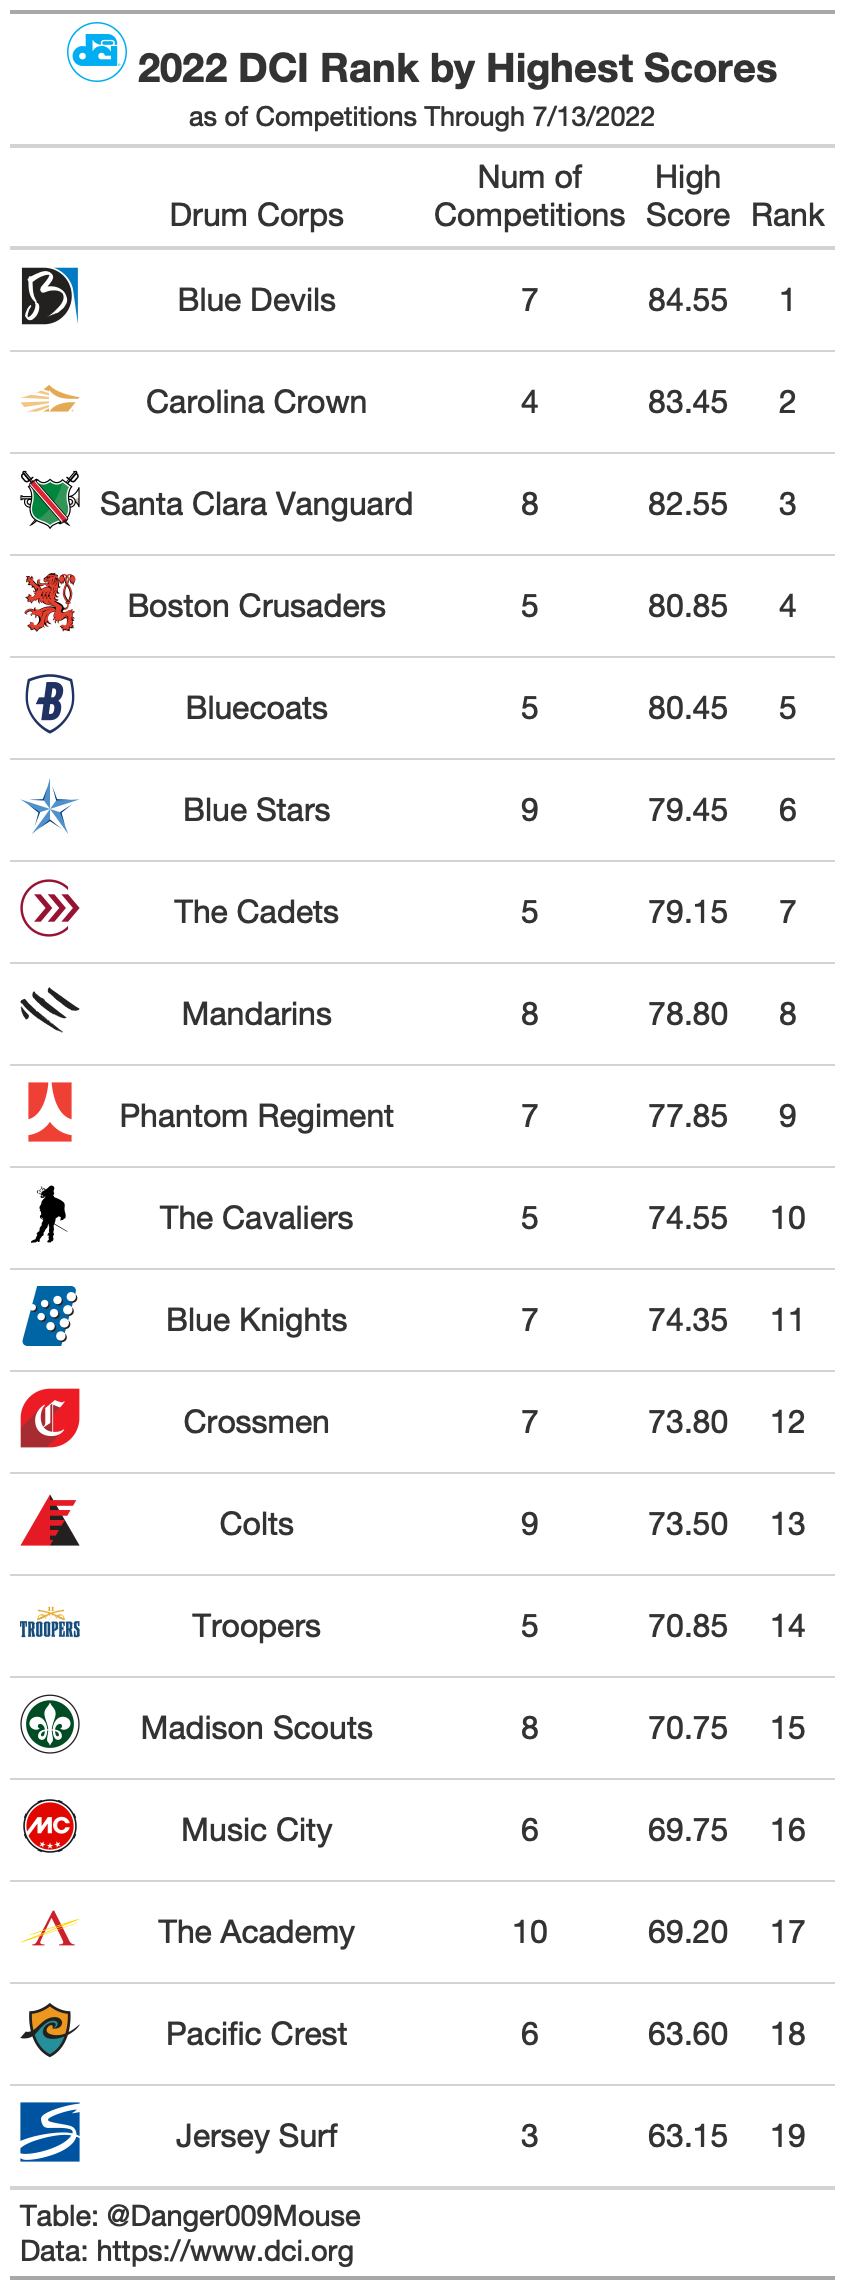 dci
2022 DCI Rank by Highest Scores
as of Competitions Through 7/13/2022
Drum Corps Num of Competitions High Score Rank
B Blue Devils 7 84.55 1
Carolina Crown 4 83.45 2
Santa Clara Vanguard 8 82.55 3
Boston Crusaders 5 80.85 4
B Bluecoats 5 80.45 5
Blue Stars 9 79.45 6
The Cadets 5 79.15 7
Mandarins 8 78.80 8
Phantom Regiment 7 77.85 9
The Cavaliers 5 74.55 10
Blue Knights 7 74.35 11
C Crossmen 7 73.80 12
Colts 9 73.50 13
TROOPERS Troopers 5 70.85 14
Madison Scouts 8 70.75 15
MC Music City 6 69.75 16
A The Academy 10 69.20 17
Pacific Crest 6 63.60 18
S Jersey Surf 3 63.15 19
Table: @Danger009Mouse
Data: https://www.dci.org